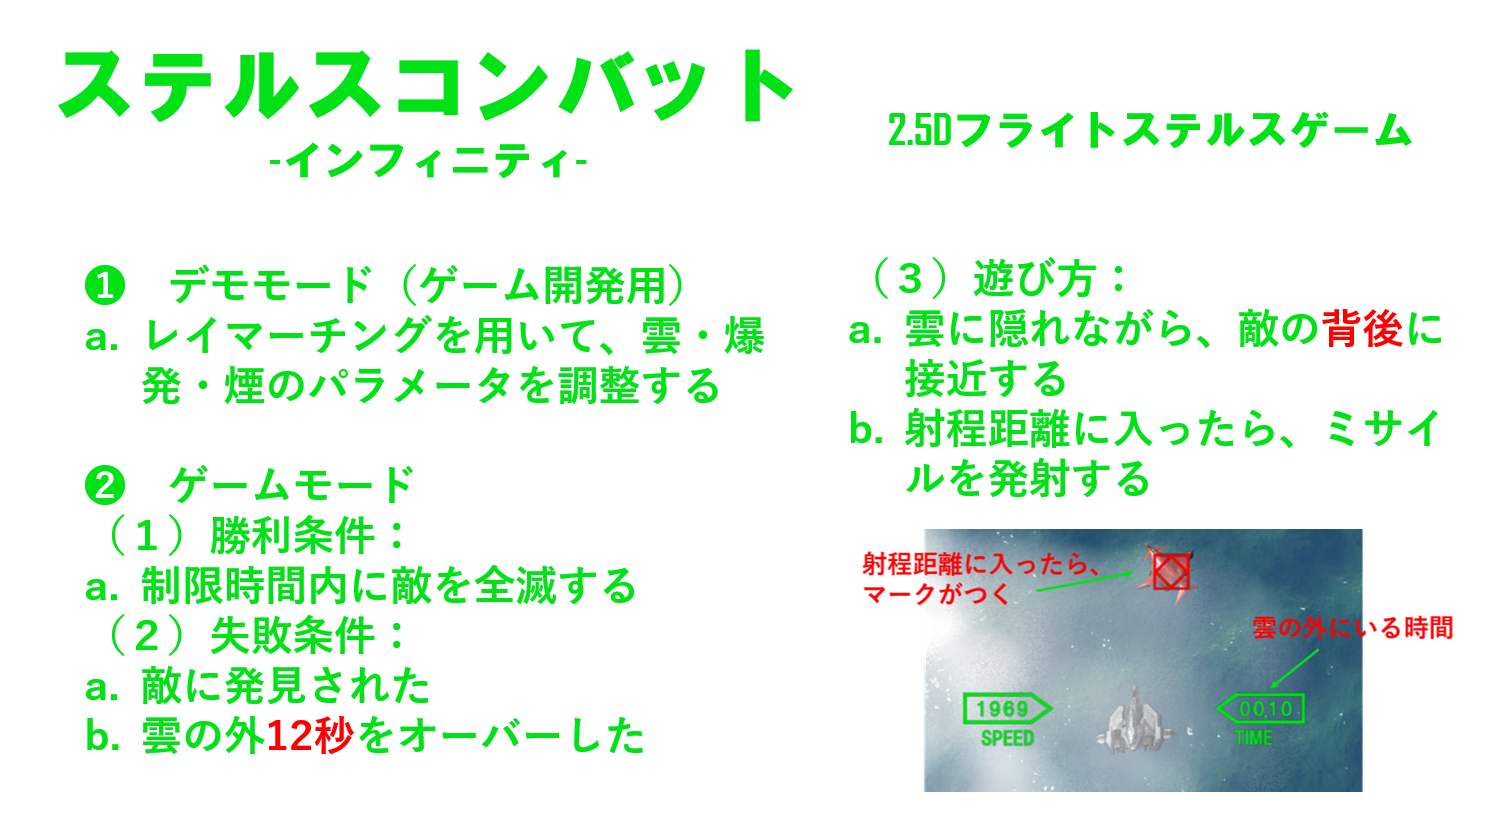 ステルスコンバット
-インフィニティ-
2.5Dフライトステルスゲーム
❶　デモモード（ゲーム開発用）
a. レイマーチングを用いて、雲・爆
発・煙のパラメータを調整する
❷　ゲームモード
（１）勝利条件：
a. 制限時間内に敵を全滅する
（２）失敗条件：
a. 敵に発見された
b. 雲の外12秒をオーバーした
（３）遊び方：
a. 雲に隠れながら、敵の背後に
接近する
b. 射程距離に入ったら、ミサイ
ルを発射する
射程距離に入ったら、
マークがつく
雲の外にいる時間
1969
SPEED
00.10
TIME